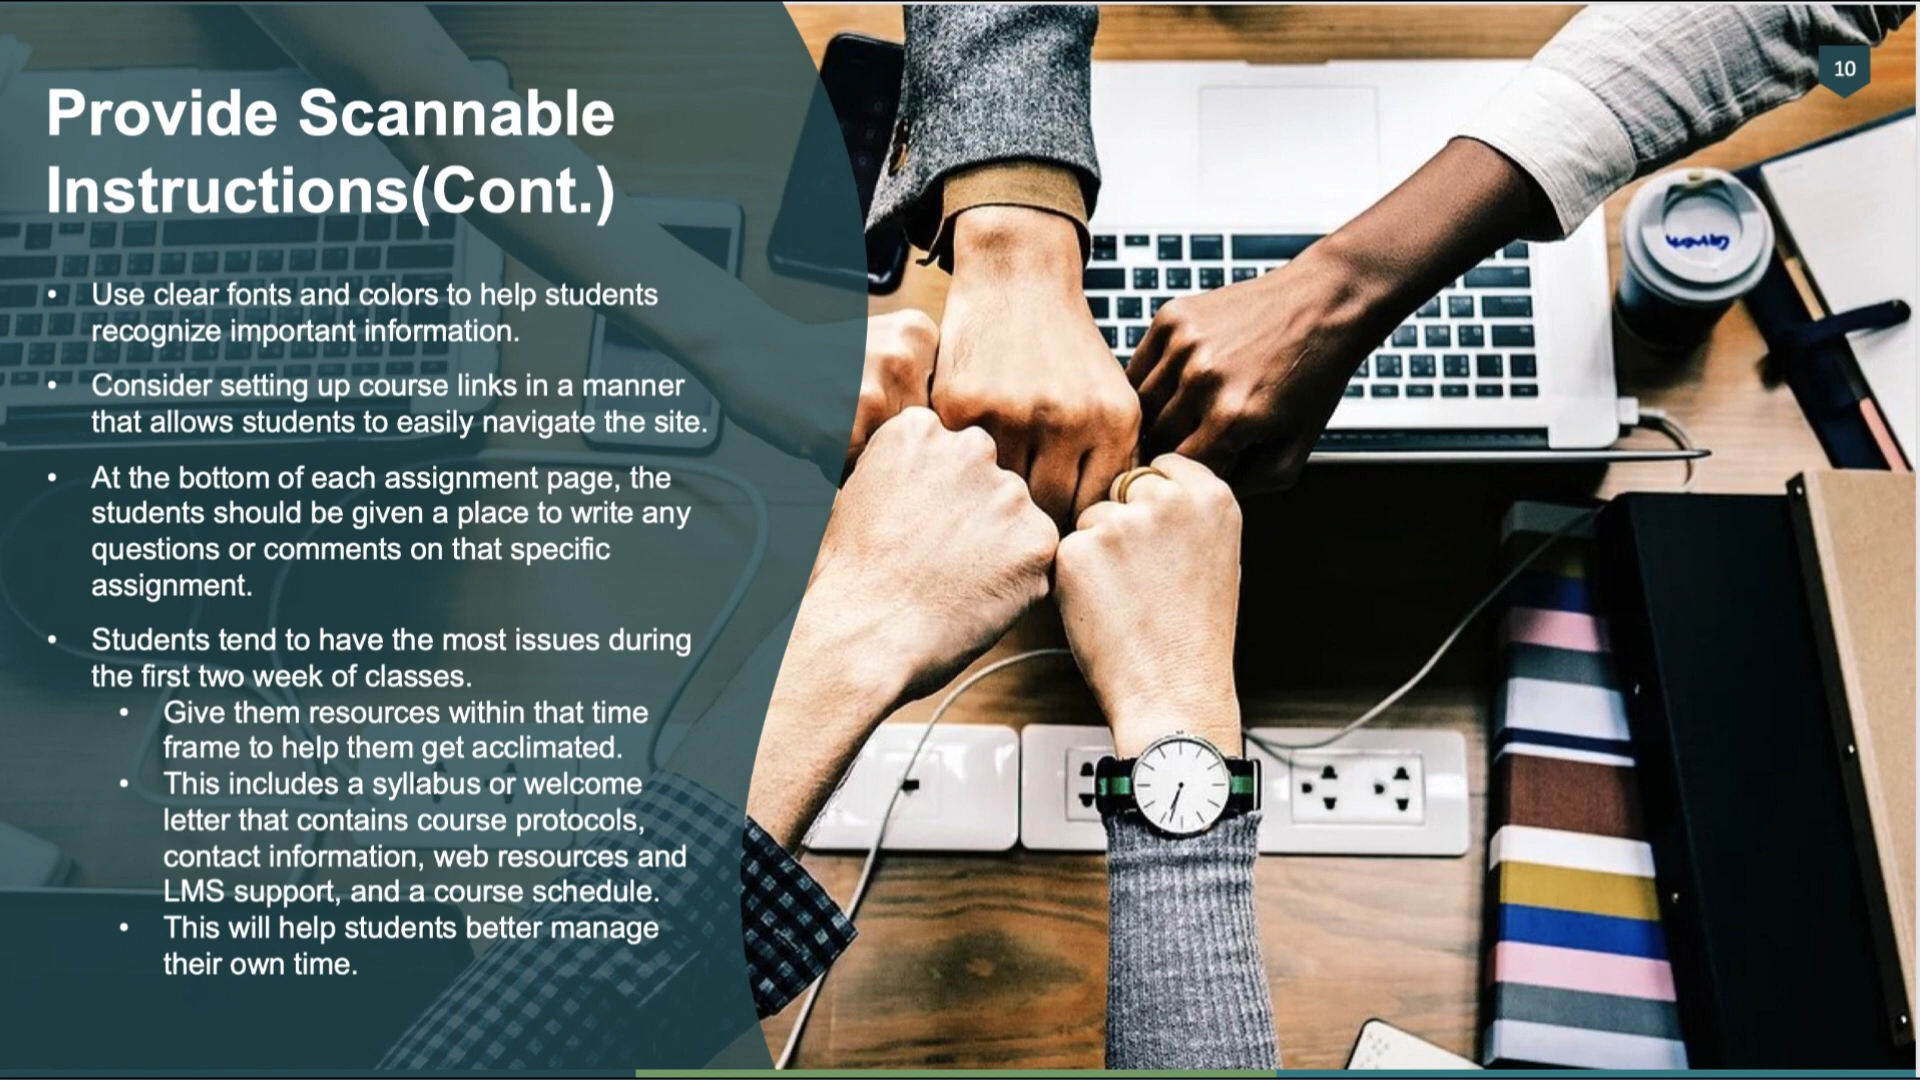 10
Provide Scannable
Instructions(Cont.)
• Use clear fonts and colors to help students
recognize important information.
• Consider setting up course links in a manner
that allows students to easily navigate the site.
• At the bottom of each assignment page, the
students should be given a place to write any
questions or comments on that specific
assignment.
• Students tend to have the most issues during
the first two week of classes.
• Give them resources within that time
frame to help them get acclimated.
• This includes a syllabus or welcome
letter that contains course protocols,
contact information, web resources and
LMS support, and a course schedule.
• This will help students better manage
their own time.